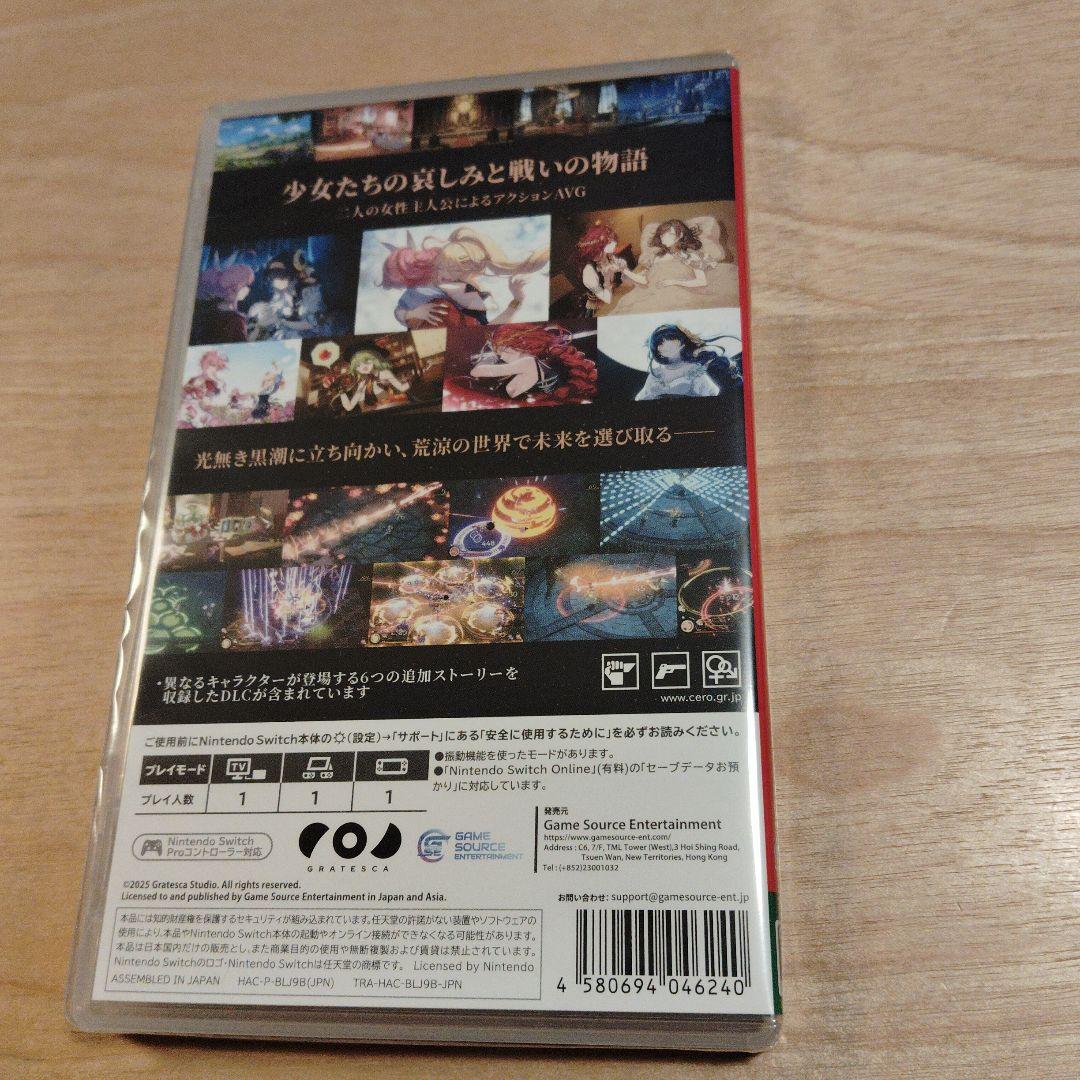 少女たちの哀しみと戦いの物語
二人の女性主人公によるアクションAVG
光無き黒潮に立ち向かい、荒涼の世界で未来を選び取る──
448
・異なるキャラクターが登場する6つの追加ストーリーを
収録したDLCが含まれています
www.cero.gr.jp
ご使用前にNintendo Switch本体の(設定)→「サポート」にある「安全に使用するために」を必ずお読みください。
プレイモード TV
プレイ人数 1 1 1
●振動機能を使ったモードがあります。
●「Nintendo Switch Online」(有料)の「セーブデータお預
かり」に対応しています。
Nintendo Switch
Proコントローラー対応
GRATESCA
GAME
SOURCE
ENTERTAINMENT
発売元
Game Source Entertainment
https://www.gamesource-ent.com/
Address : C6, 7/F, TML Tower (West),3 Hoi Shing Road,
Tsuen Wan, New Territories, Hong Kong
Tel : (+852)23001032
©2025 Gratesca Studio. All rights reserved.
Licensed to and published by Game Source Entertainment in Japan and Asia.
お問い合わせ: support@gamesource-ent.jp
本品には知的財産権を保護するセキュリティが組み込まれています。任天堂の許諾がない装置やソフトウェアの
使用により、本品やNintendo Switch本体の起動やオンライン接続ができなくなる可能性があります。
本品は日本国内だけの販売とし、また商業目的の使用や無断複製および賃貸は禁止されています。
Nintendo Switchのロゴ・Nintendo Switchは任天堂の商標です。 Licensed by Nintendo
ASSEMBLED IN JAPAN HAC-P-BLJ9B(JPN) TRA-HAC-BLJ9B-JPN
4 580694 046240